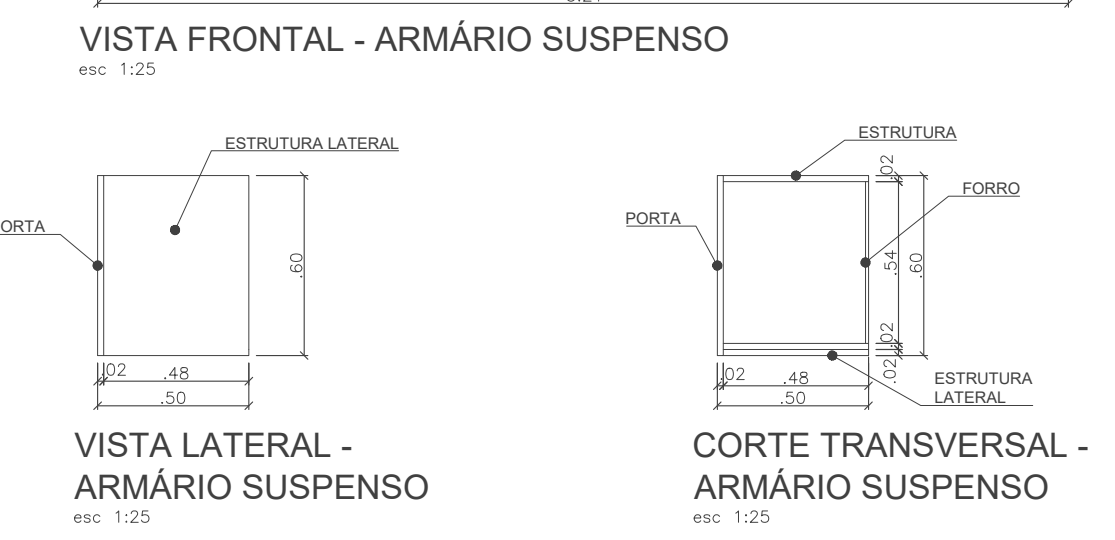 VISTA FRONTAL - ARMÁRIO SUSPENSO
esc 1:25
ESTRUTURA LATERAL
ORTA
.60
.02
.48
.50
VISTA LATERAL -
ARMÁRIO SUSPENSO
esc 1:25
ESTRUTURA
.02
FORRO
PORTA
.54
.60
.02
.02
.02
.48
.50
ESTRUTURA
LATERAL
CORTE TRANSVERSAL -
ARMÁRIO SUSPENSO
esc 1:25